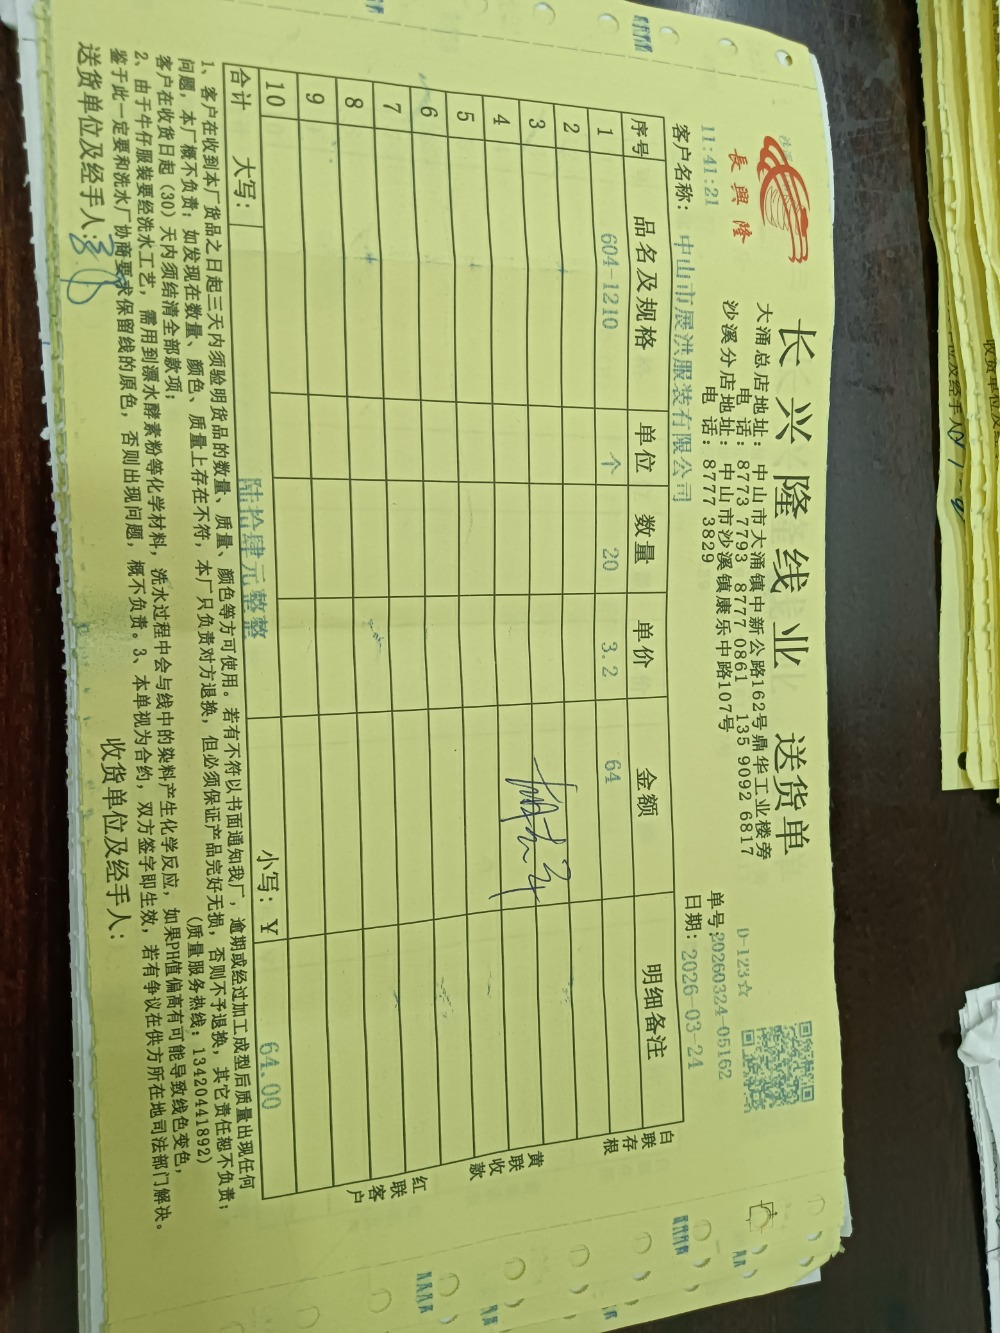 長興隆
长兴隆线业 送货单
大涌总店地址：中山市大涌镇中新公路162号鼎华工业楼旁
电 话：8773 7793 8777 0861 135 9092 6817
沙溪分店地址：中山市沙溪镇康乐中路107号
电 话：8777 3829
D-123☆
单号：20260324-05162
11:41:21
日期：2026-03-24
客户名称：中山市展洪服装有限公司
序号 品名及规格 单位 数量 单价 金额 明细备注
1 604-1210 个 20 3.2 64
2
3
4
5
6
7
8
9
10
合计 大写：陆拾肆元整整 小写：¥ 64.00
白联存根
黄联收款
红联客户
1、客户在收到本厂货品之日起三天内须验明货品的数量、质量、颜色等方可使用。若有不符以书面通知我厂，逾期或经过加工成型后质量出现任何
问题，本厂概不负责；如发现在数量、颜色、质量上存在不符，本厂只负责对方退换，但必须保证产品完好无损，否则不予退换，其它责任恕不负责；
客户在收货日起（30）天内须结清全部款项； （质量服务热线：13420441892）
2、由于牛仔服装要经洗水工艺，需用到漂水酵素粉等化学材料，洗水过程中会与线中的染料产生化学反应，如果PH值偏高有可能导致线色变色，
鉴于此一定要和洗水厂协商要求保留线的原色，否则出现问题，概不负责。3、本单视为合约，双方签字即生效，若有争议在供方所在地司法部门解决。
送货单位及经手人： 收货单位及经手人：